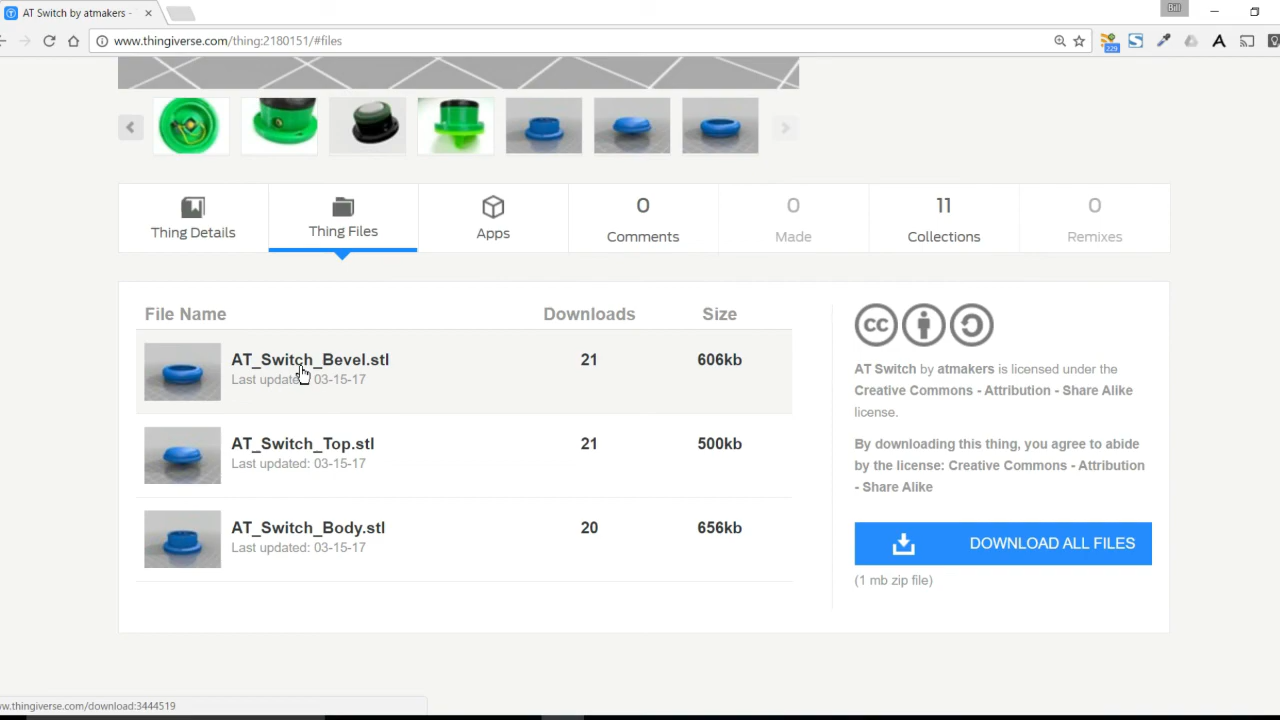 AT Switch by atmakers -
Bill
www.thingiverse.com/thing:2180151/#files
229
Thing Details
Thing Files
Apps
0
Comments
0
Made
11
Collections
0
Remixes
File Name Downloads Size
AT_Switch_Bevel.stl 21 606kb
Last updated: 03-15-17
AT_Switch_Top.stl 21 500kb
Last updated: 03-15-17
AT_Switch_Body.stl 20 656kb
Last updated: 03-15-17
cc
AT Switch by atmakers is licensed under the
Creative Commons - Attribution - Share Alike
license.
By downloading this thing, you agree to abide
by the license: Creative Commons - Attribution
- Share Alike
DOWNLOAD ALL FILES
(1 mb zip file)
w.thingiverse.com/download:3444519